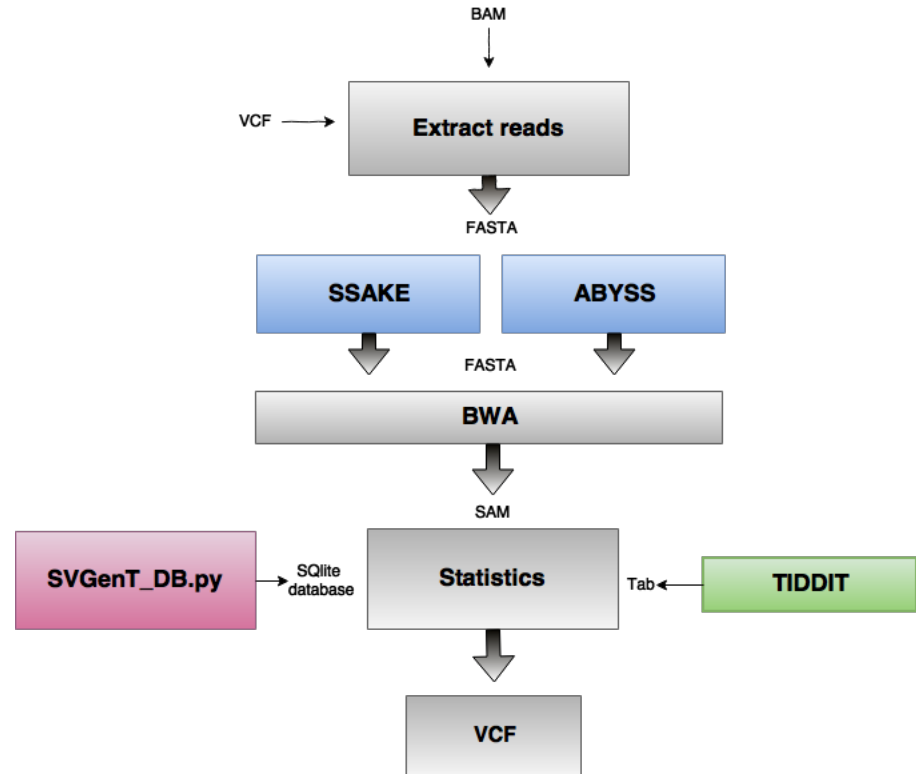 BAM
VCF
Extract reads
FASTA
SSAKE
ABYSS
FASTA
BWA
SAM
SVGenT_DB.py
SQlite
database
Statistics
Tab
TIDDIT
VCF